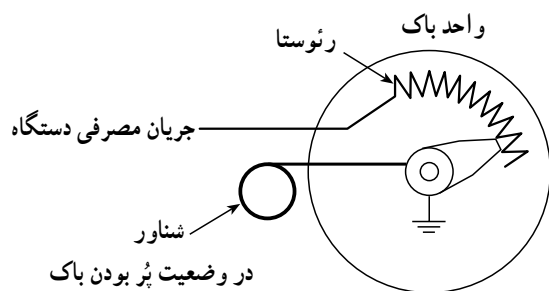 واحد باک
رئوستا
جریان مصرفی دستگاه
شناور
در وضعیت پُر بودن باک